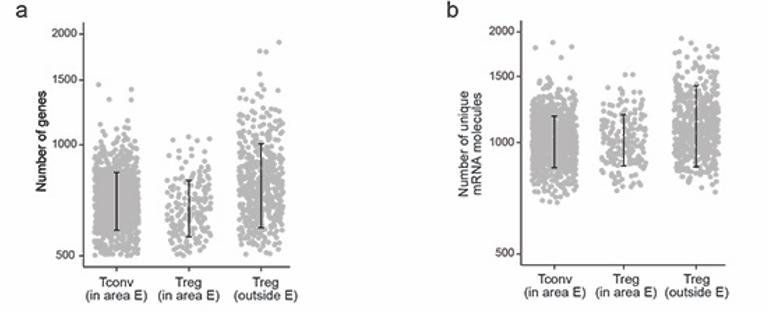 a
Number of genes
2000
1500
1000
500
Tconv
(in area E)
Treg
(in area E)
Treg
(outside E)
b
Number of unique
mRNA molecules
2000
1500
1000
500
Tconv
(in area E)
Treg
(in area E)
Treg
(outside E)